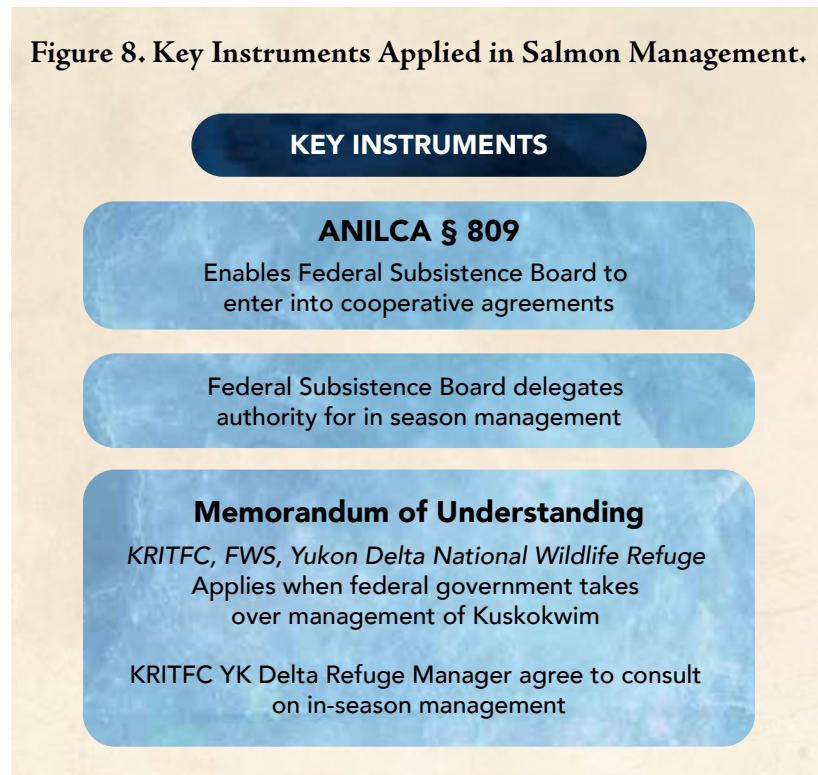 Figure 8. Key Instruments Applied in Salmon Management.
KEY INSTRUMENTS
ANILCA § 809
Enables Federal Subsistence Board to
enter into cooperative agreements
Federal Subsistence Board delegates
authority for in season management
Memorandum of Understanding
KRITFC, FWS, Yukon Delta National Wildlife Refuge
Applies when federal government takes
over management of Kuskokwim
KRITFC YK Delta Refuge Manager agree to consult
on in-season management